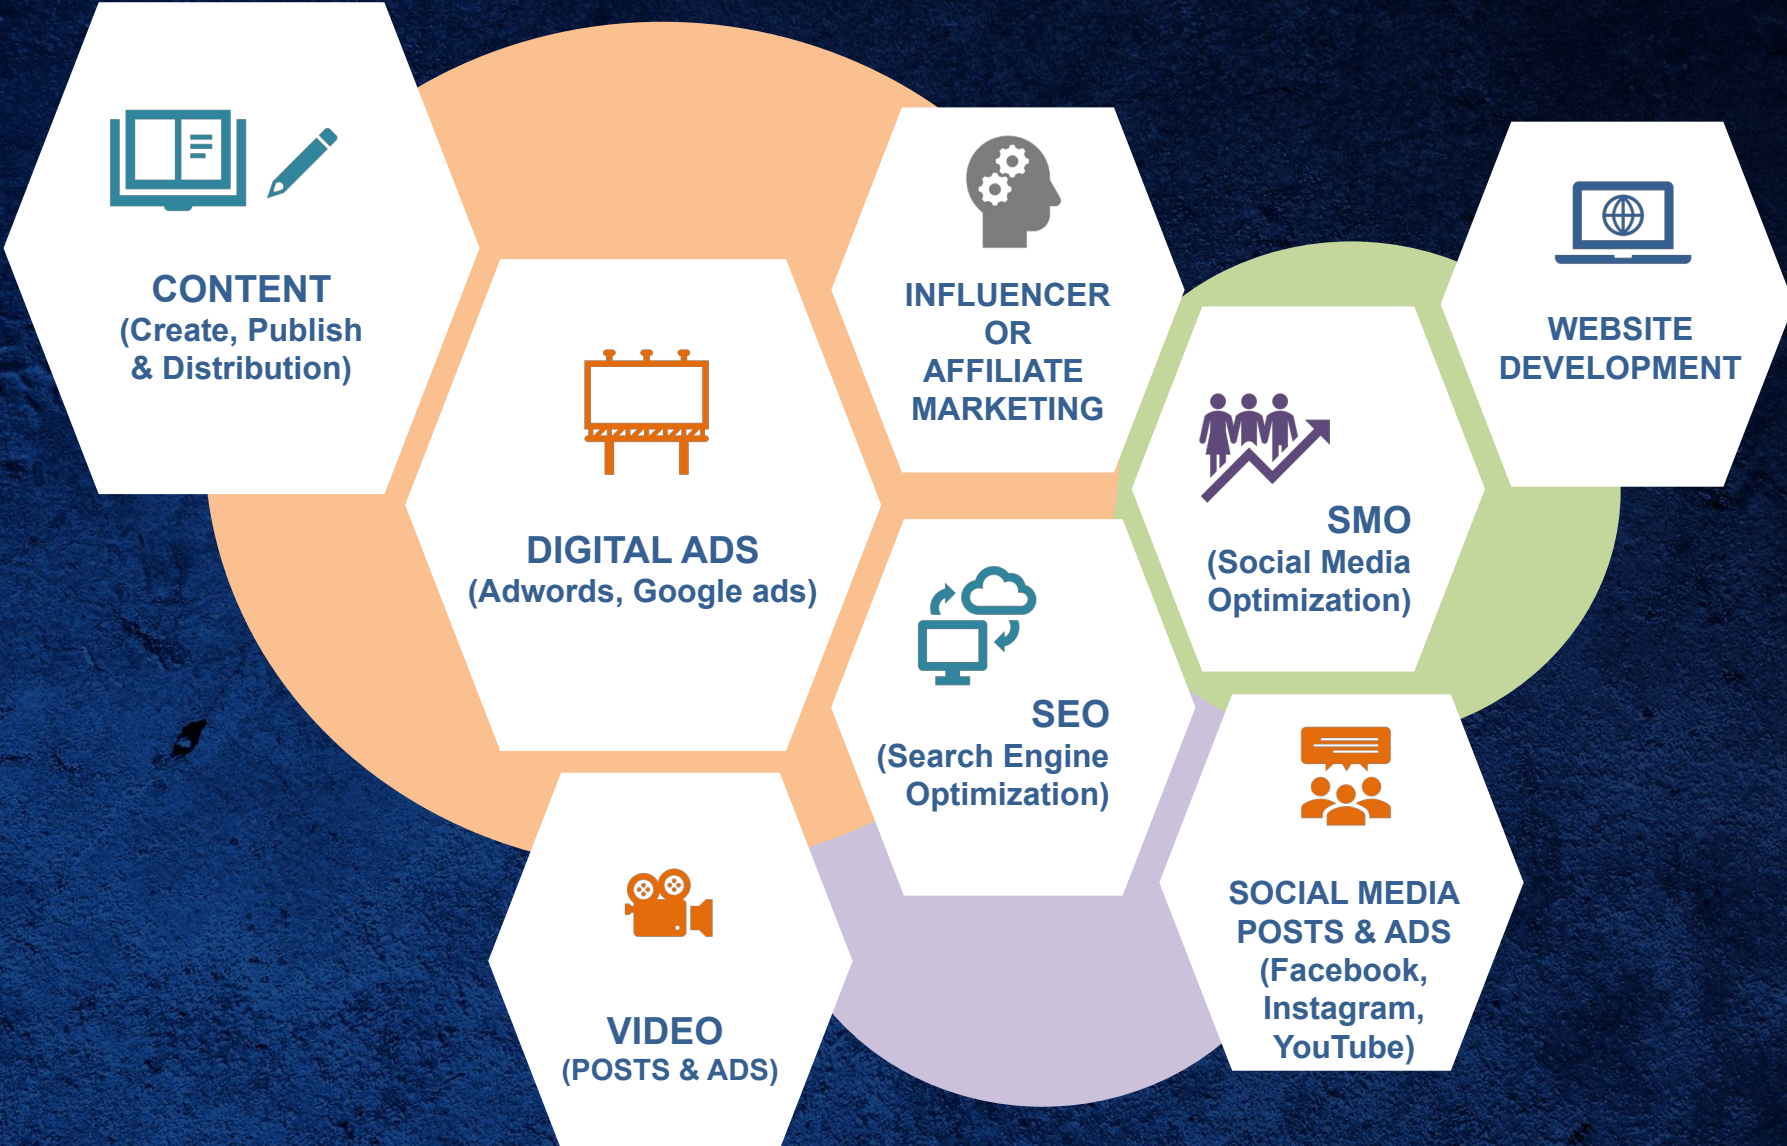 CONTENT
(Create, Publish
& Distribution)
DIGITAL ADS
(Adwords, Google ads)
INFLUENCER
OR
AFFILIATE
MARKETING
WEBSITE
DEVELOPMENT
SMO
(Social Media
Optimization)
SEO
(Search Engine
Optimization)
VIDEO
(POSTS & ADS)
SOCIAL MEDIA
POSTS & ADS
(Facebook,
Instagram,
YouTube)